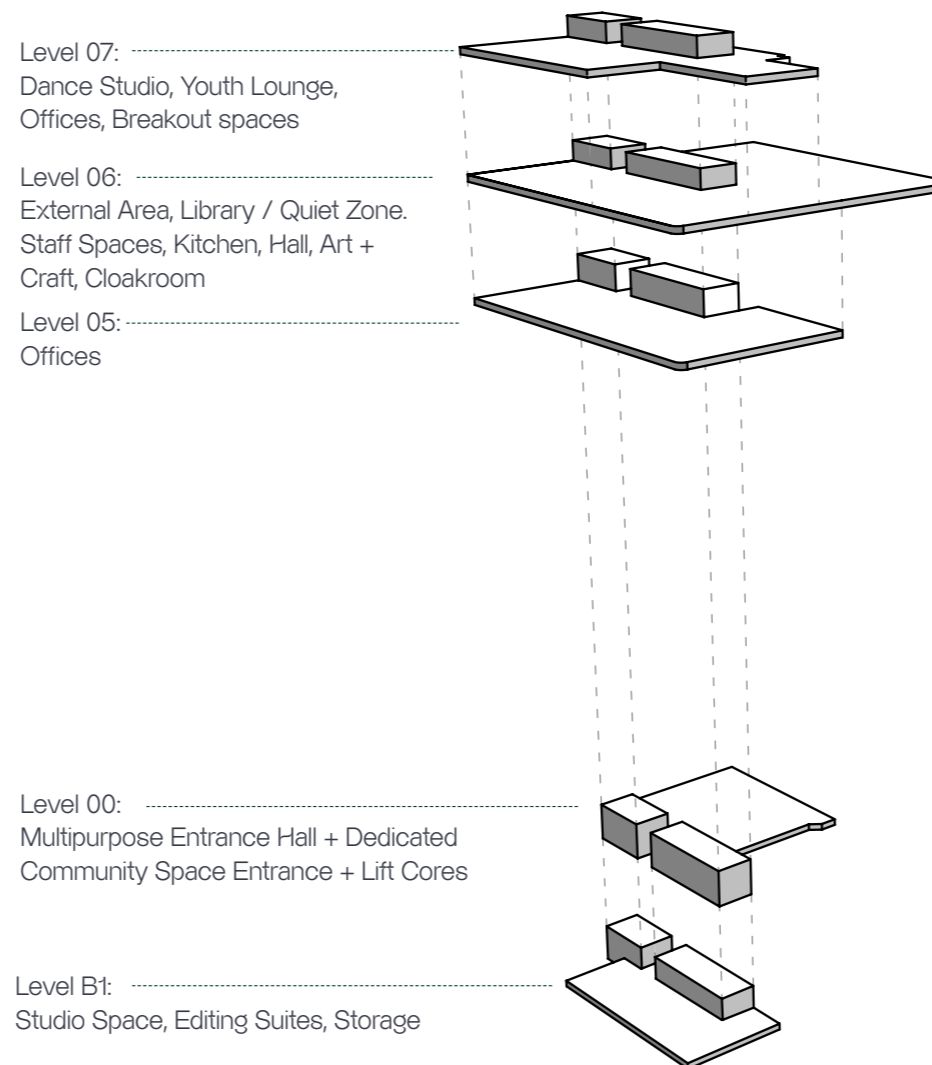 Level 07:
Dance Studio, Youth Lounge,
Offices, Breakout spaces
Level 06:
External Area, Library / Quiet Zone.
Staff Spaces, Kitchen, Hall, Art +
Craft, Cloakroom
Level 05:
Offices
Level 00:
Multipurpose Entrance Hall + Dedicated
Community Space Entrance + Lift Cores
Level B1:
Studio Space, Editing Suites, Storage